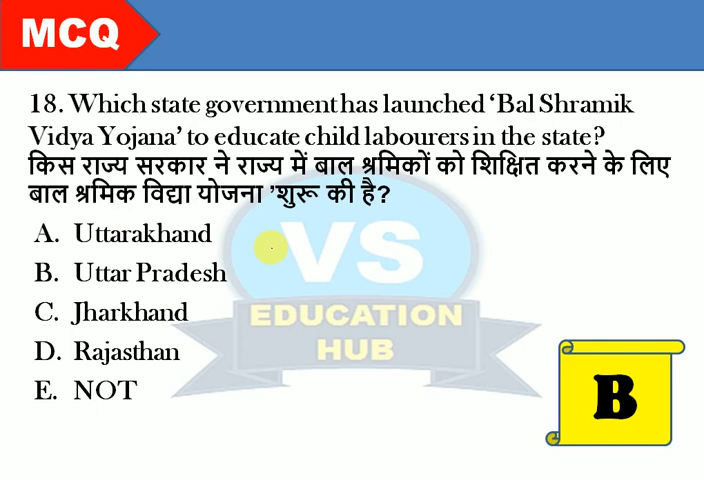 MCQ
18. Which state government has launched ‘Bal Shramik
Vidya Yojana’ to educate child labourers in the state?
किस राज्य सरकार ने राज्य में बाल श्रमिकों को शिक्षित करने के लिए
बाल श्रमिक विद्या योजना ’शुरू की है?
A. Uttarakhand
B. Uttar Pradesh
C. Jharkhand
D. Rajasthan
E. NOT
VS
EDUCATION
HUB
B